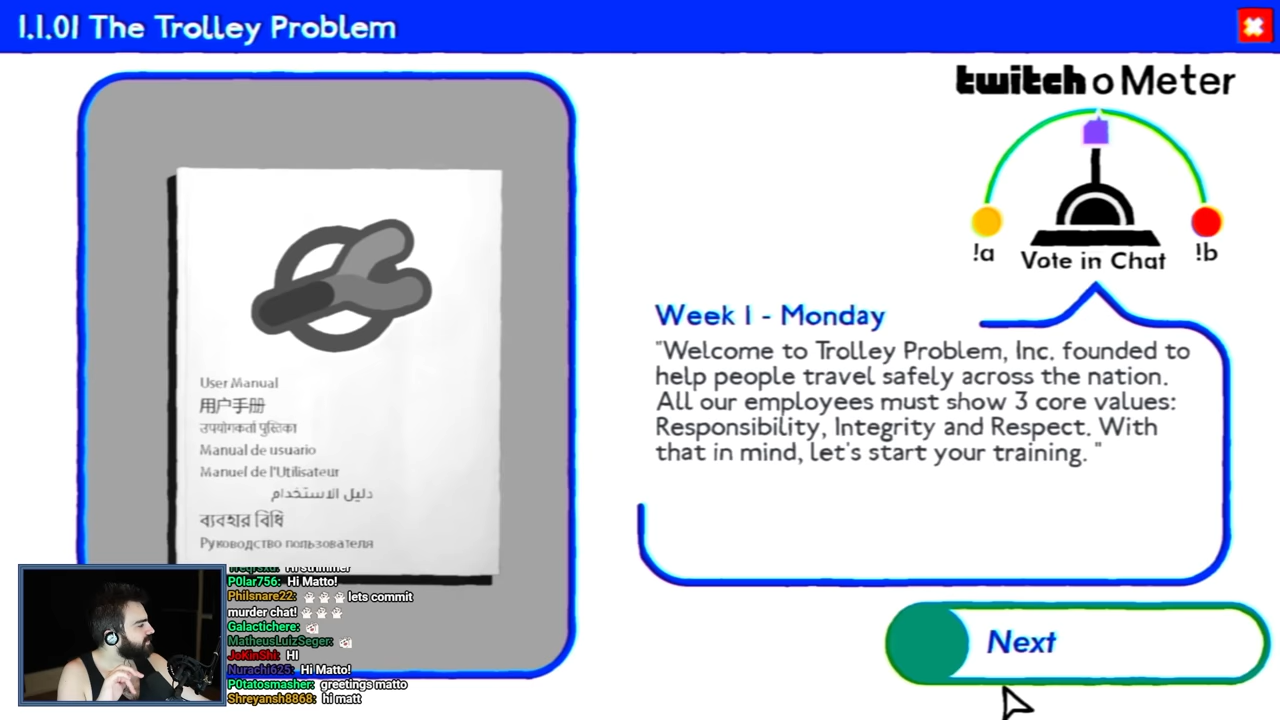 1.1.01 The Trolley Problem
twitch o Meter
!a
Vote in Chat
!b
Week 1 - Monday
"Welcome to Trolley Problem, Inc. founded to
help people travel safely across the nation.
All our employees must show 3 core values:
Responsibility, Integrity and Respect. With
that in mind, let's start your training. "
Next
User Manual
用户手册
उपयोगकर्ता पुस्तिका
Manual de usuario
Manuel de l'Utilisateur
دليل الاستخدام
ব্যবহার বিধি
Руководство пользователя
Hi strimmer
P0lar756: Hi Matto!
Philsnare22: lets commit
murder chat!
Galactichere:
MatheusLuizSeger:
JoKinShi: HI
Nurachi625: Hi Matto!
P0tatosmasher: greetings matto
Shreyansh8868: hi matt